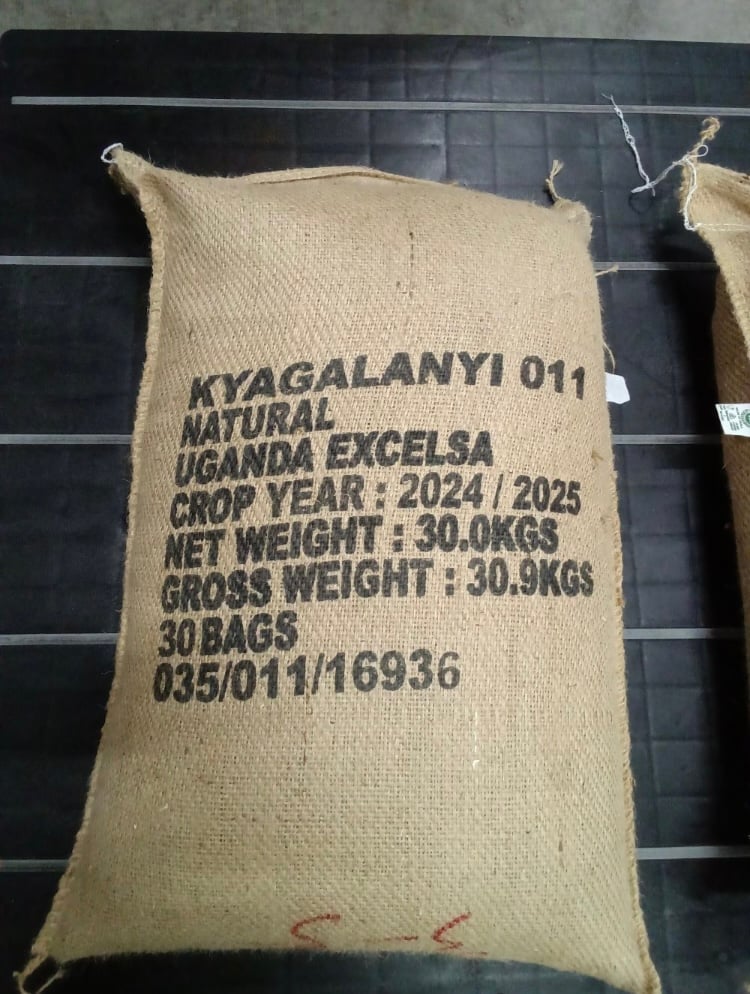 KYAGALANYI 011
NATURAL
UGANDA EXCELSA
CROP YEAR : 2024 / 2025
NET WEIGHT : 30.0KGS
GROSS WEIGHT : 30.9KGS
30 BAGS
035/011/16936